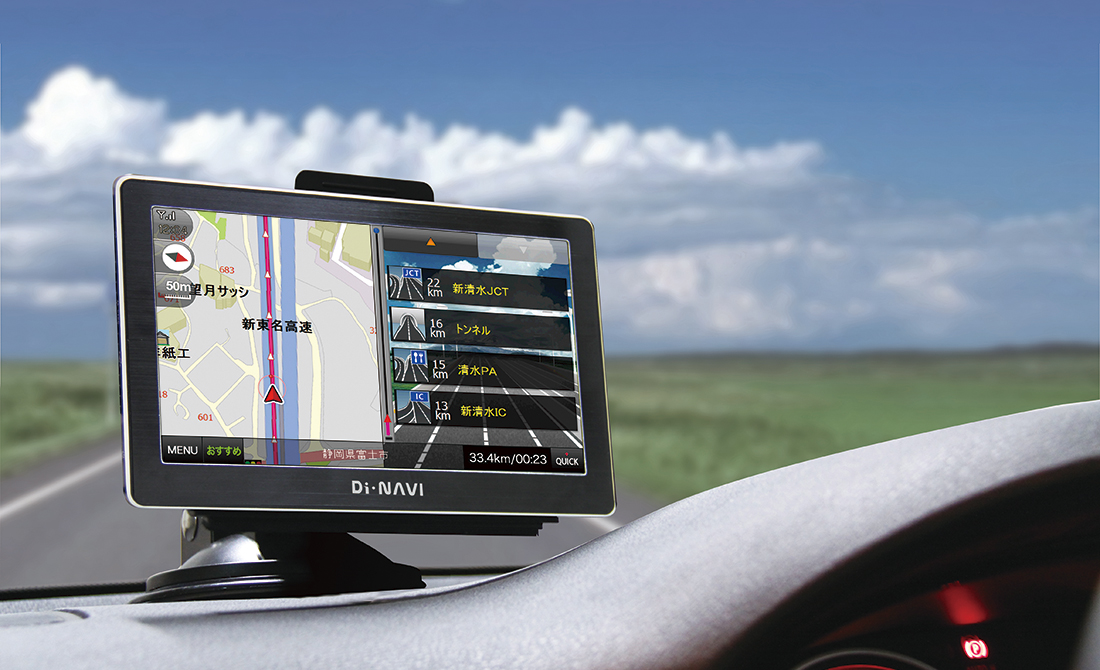 683
50m
望月サッシ
新東名高速
紙工
601
MENU おすすめ
静岡県富士市
JCT 22 km 新清水JCT
16 km トンネル
15 km 清水PA
IC 13 km 新清水IC
33.4km/00:23 QUICK
Di·NAVI
P